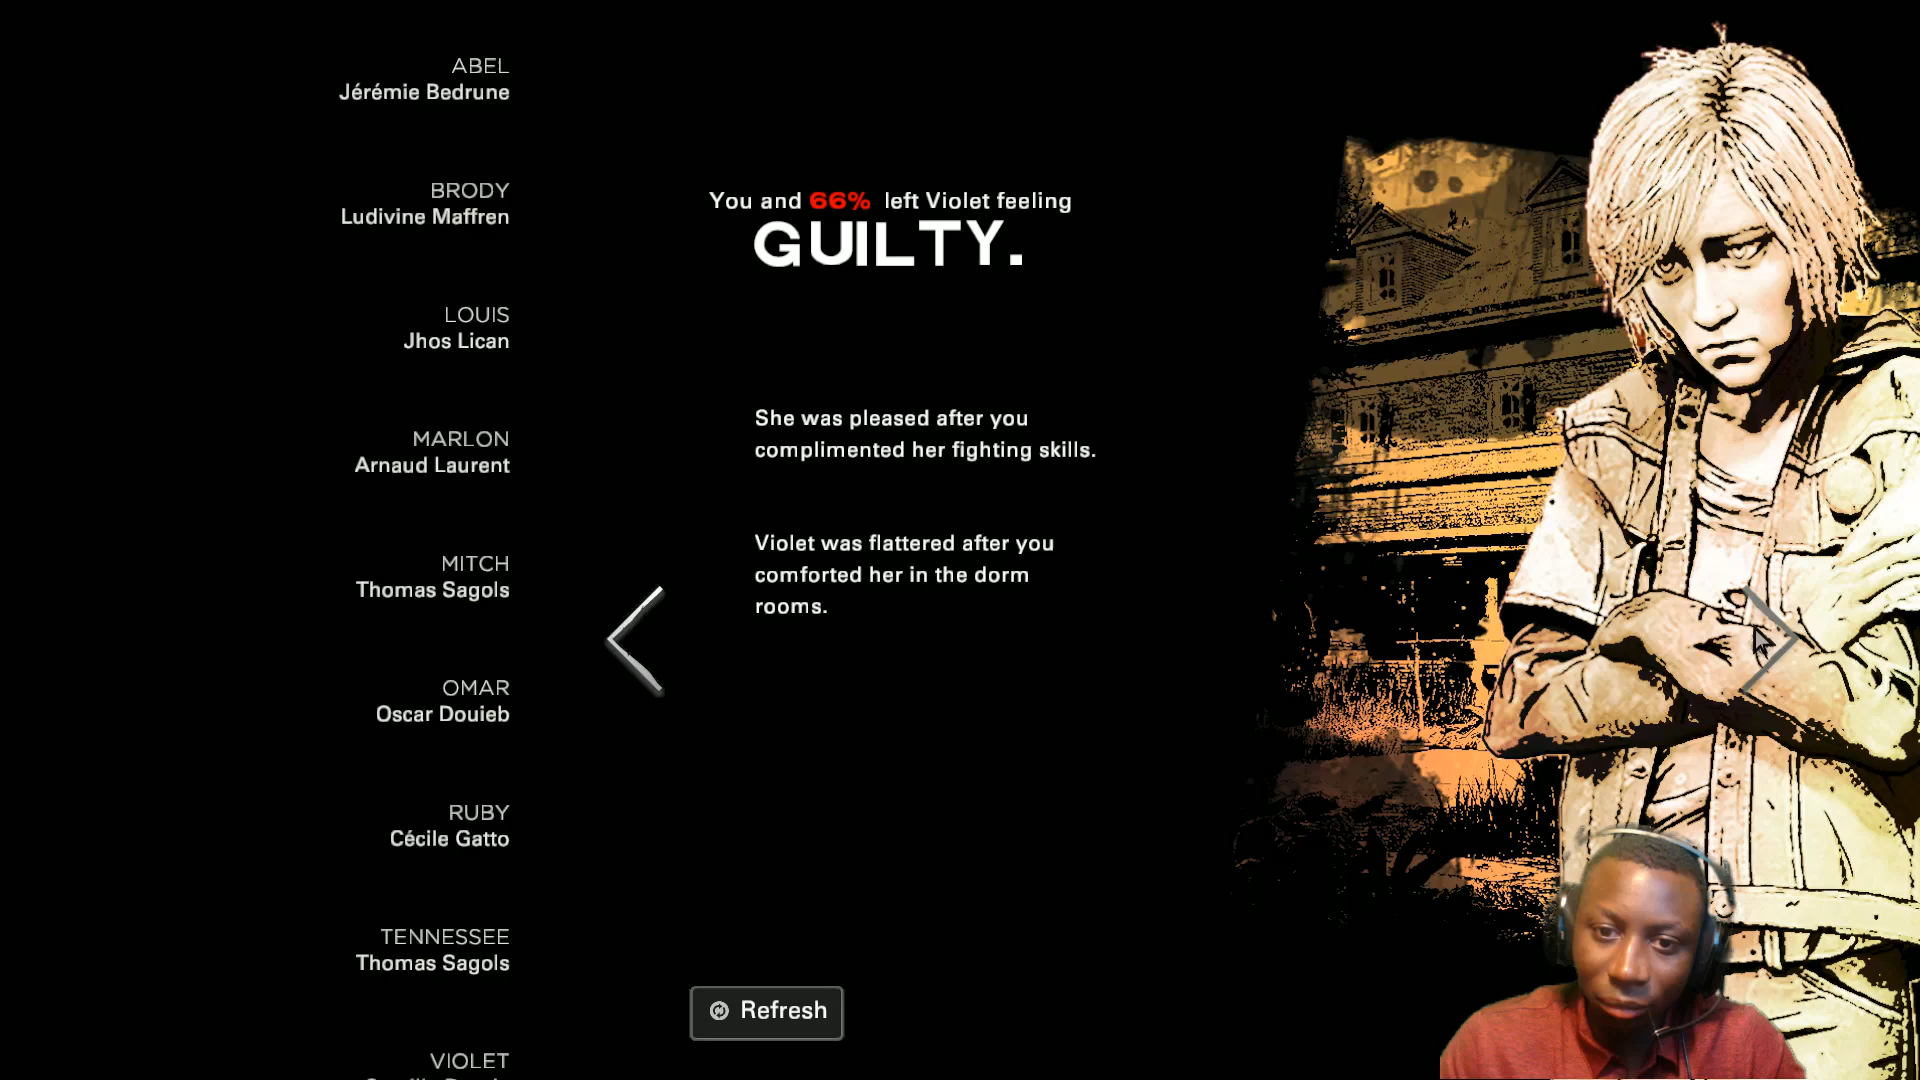 ABEL
Jérémie Bedrune
BRODY
Ludivine Maffren
LOUIS
Jhos Lican
MARLON
Arnaud Laurent
MITCH
Thomas Sagols
OMAR
Oscar Douieb
RUBY
Cécile Gatto
TENNESSEE
Thomas Sagols
VIOLET
You and 66% left Violet feeling
GUILTY.
She was pleased after you
complimented her fighting skills.
Violet was flattered after you
comforted her in the dorm
rooms.
Refresh